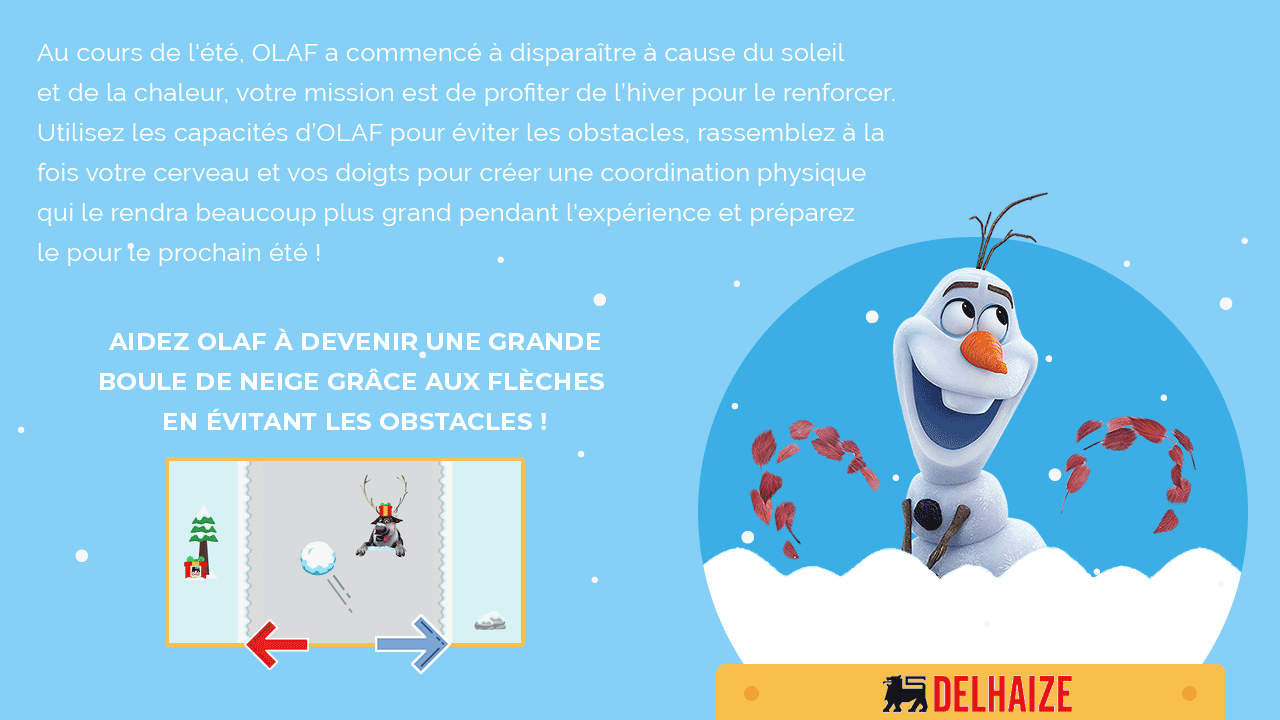 Au cours de l'été, OLAF a commencé à disparaître à cause du soleil
et de la chaleur, votre mission est de profiter de l’hiver pour le renforcer.
Utilisez les capacités d’OLAF pour éviter les obstacles, rassemblez à la
fois votre cerveau et vos doigts pour créer une coordination physique
qui le rendra beaucoup plus grand pendant l'expérience et préparez
le pour le prochain été !
AIDEZ OLAF À DEVENIR UNE GRANDE
BOULE DE NEIGE GRÂCE AUX FLÈCHES
EN ÉVITANT LES OBSTACLES !
DELHAIZE